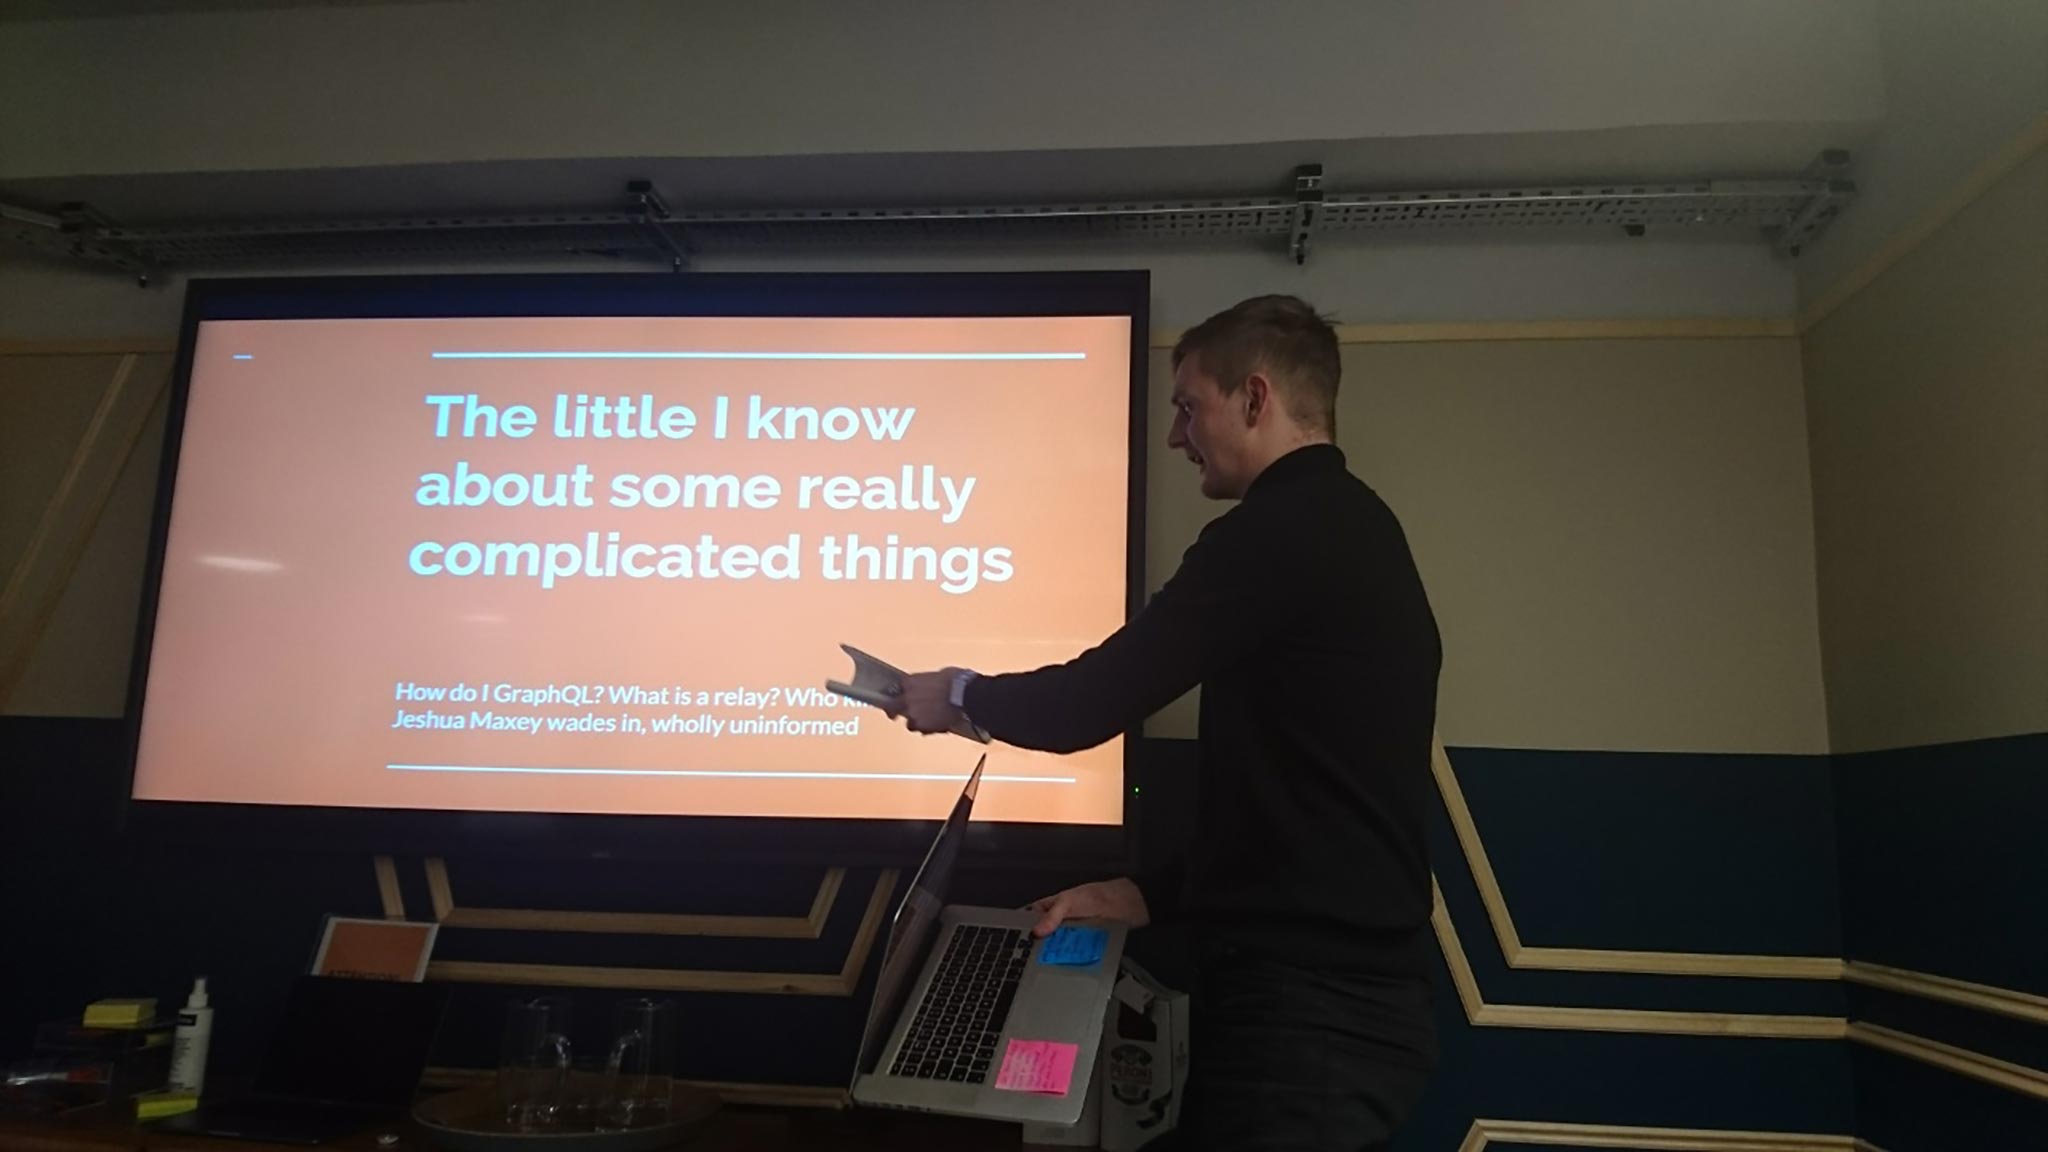 The little I know
about some really
complicated things
How do I GraphQL? What is a relay? Who
Jeshua Maxey wades in, wholly uninformed
ATTENTION